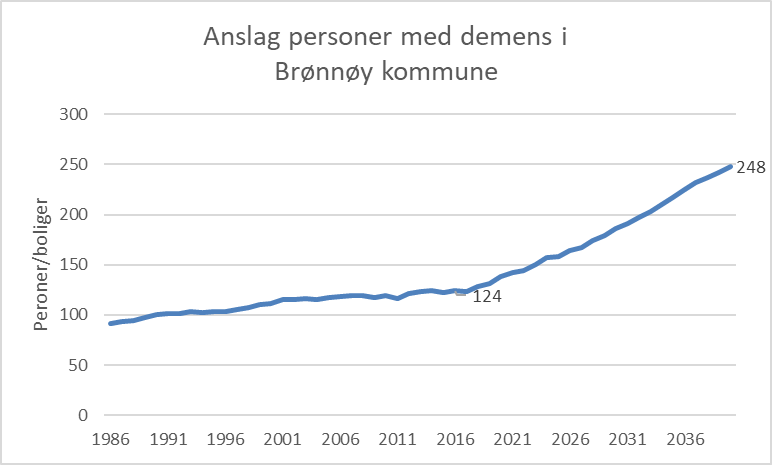 Anslag personer med demens i
Brønnøy kommune
Peroner/boliger
300
250
200
150
100
50
0
248
124
1986 1991 1996 2001 2006 2011 2016 2021 2026 2031 2036